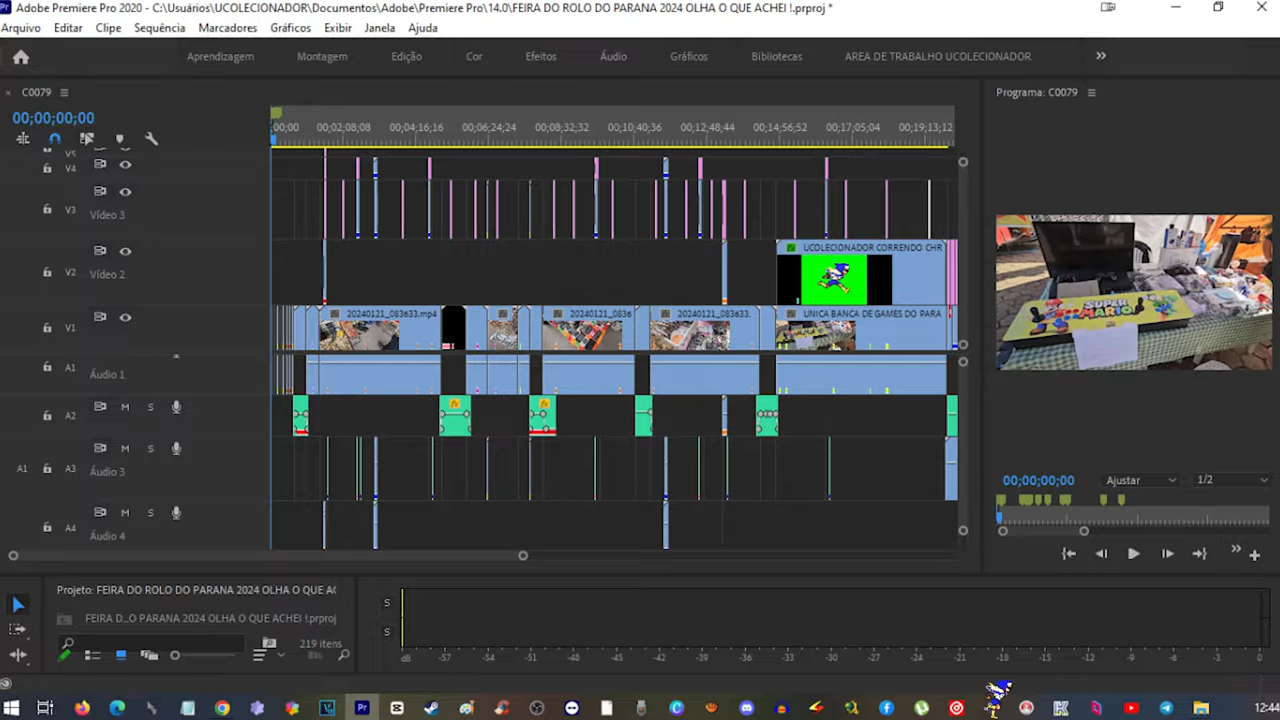 Adobe Premiere Pro 2020 - C:\Usuários\UCOLECIONADOR\Documentos\Adobe\Premiere Pro\14.0\FEIRA DO ROLO DO PARANA 2024 OLHA O QUE ACHEI !.prproj *
Arquivo Editar Clipe Sequência Marcadores Gráficos Exibir Janela Ajuda
Aprendizagem Montagem Edição Cor Efeitos Áudio Gráficos Bibliotecas AREA DE TRABALHO UCOLECIONADOR
C0079
Programa: C0079
00;00;00;00
;00;00 00;02;08;08 00;04;16;16 00;06;24;24 00;08;32;32 00;10;40;36 00;12;48;44 00;14;56;52 00;17;05;04 00;19;13;12
V5
V4
V3 Vídeo 3
V2 Vídeo 2
UCOLECIONADOR CORRENDO CHR
V1
20240121_083633.mp4 20240121_0836 20240121_083633. UNICA BANCA DE GAMES DO PARA
SUPER MARIO
A1 Áudio 1
A2 M S
A1 A3 M S
Áudio 3
A4 M S
Áudio 4
00;00;00;00 Ajustar 1/2
Projeto: FEIRA DO ROLO DO PARANA 2024 OLHA O QUE AC
FEIRA D...O PARANA 2024 OLHA O QUE ACHEI !.prproj
219 itens
S
S
dB -57 -54 -51 -48 -45 -42 -39 -36 -33 -30 -27 -24 -21 -18 -15 -12 -9 -6 -3 0
12:44